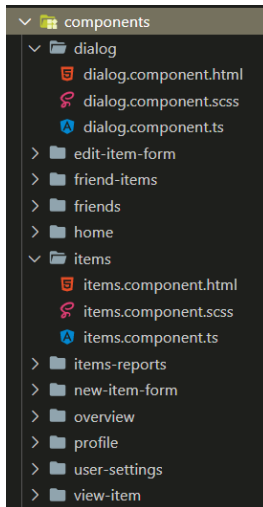 components
dialog
dialog.component.html
dialog.component.scss
dialog.component.ts
edit-item-form
friend-items
friends
home
items
items.component.html
items.component.scss
items.component.ts
items-reports
new-item-form
overview
profile
user-settings
view-item